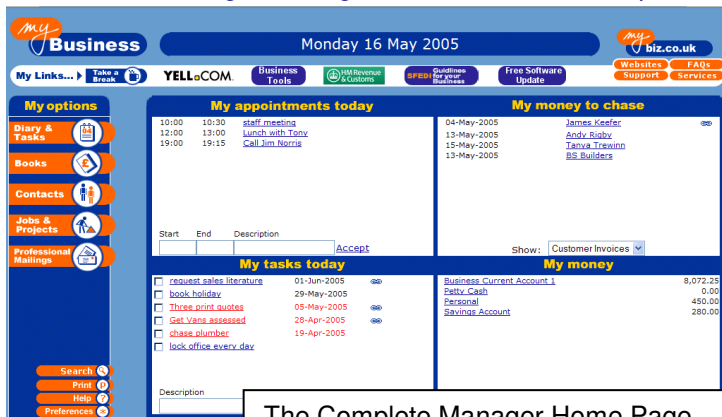 my
Business
Monday 16 May 2005
my
biz.co.uk
Websites FAQs
Support Services
My Links...
Take a Break
YELL.COM.
Business Tools
HM Revenue & Customs
SFEDI Guidlines for your Business
Free Software Update
My options
Diary & Tasks
04
Books
£
Contacts
Jobs & Projects
Professional Mailings
Search
Print P
Help ?
Preferences
My appointments today
10:00 10:30 staff meeting
12:00 13:00 Lunch with Tony
19:00 19:15 Call Jim Norris
Start End Description
Accept
My money to chase
04-May-2005 James Keefer
13-May-2005 Andy Rigby
15-May-2005 Tanya Trewinn
13-May-2005 BS Builders
Show: Customer Invoices
My tasks today
request sales literature 01-Jun-2005
book holiday 29-May-2005
Three print quotes 05-May-2005
Get Vans assessed 28-Apr-2005
chase plumber 19-Apr-2005
lock office every day
Description
My money
Business Current Account 1 8,072.25
Petty Cash 0.00
Personal 450.00
Savings Account 280.00
The Complete Manager Home Page